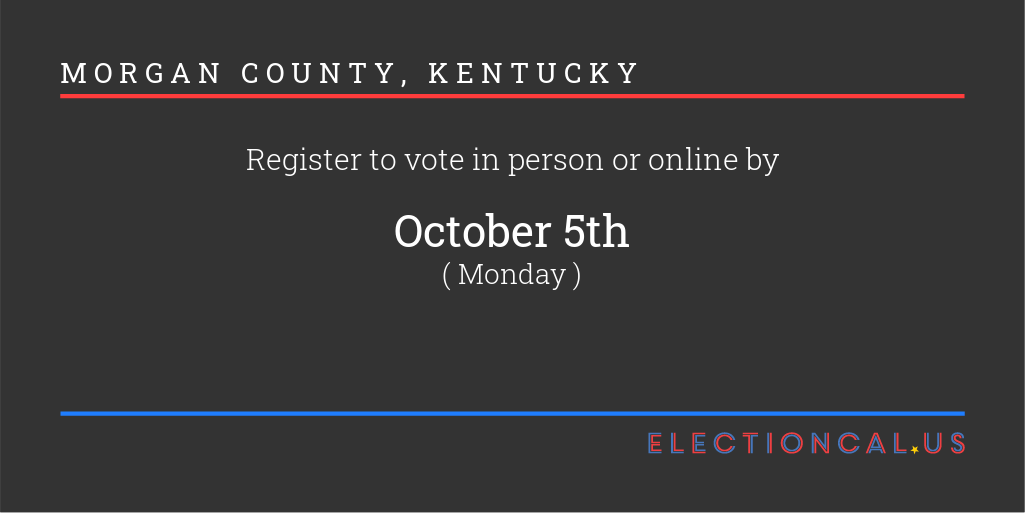 MORGAN COUNTY, KENTUCKY
Register to vote in person or online by
October 5th
( Monday )
ELECTIONCAL.US